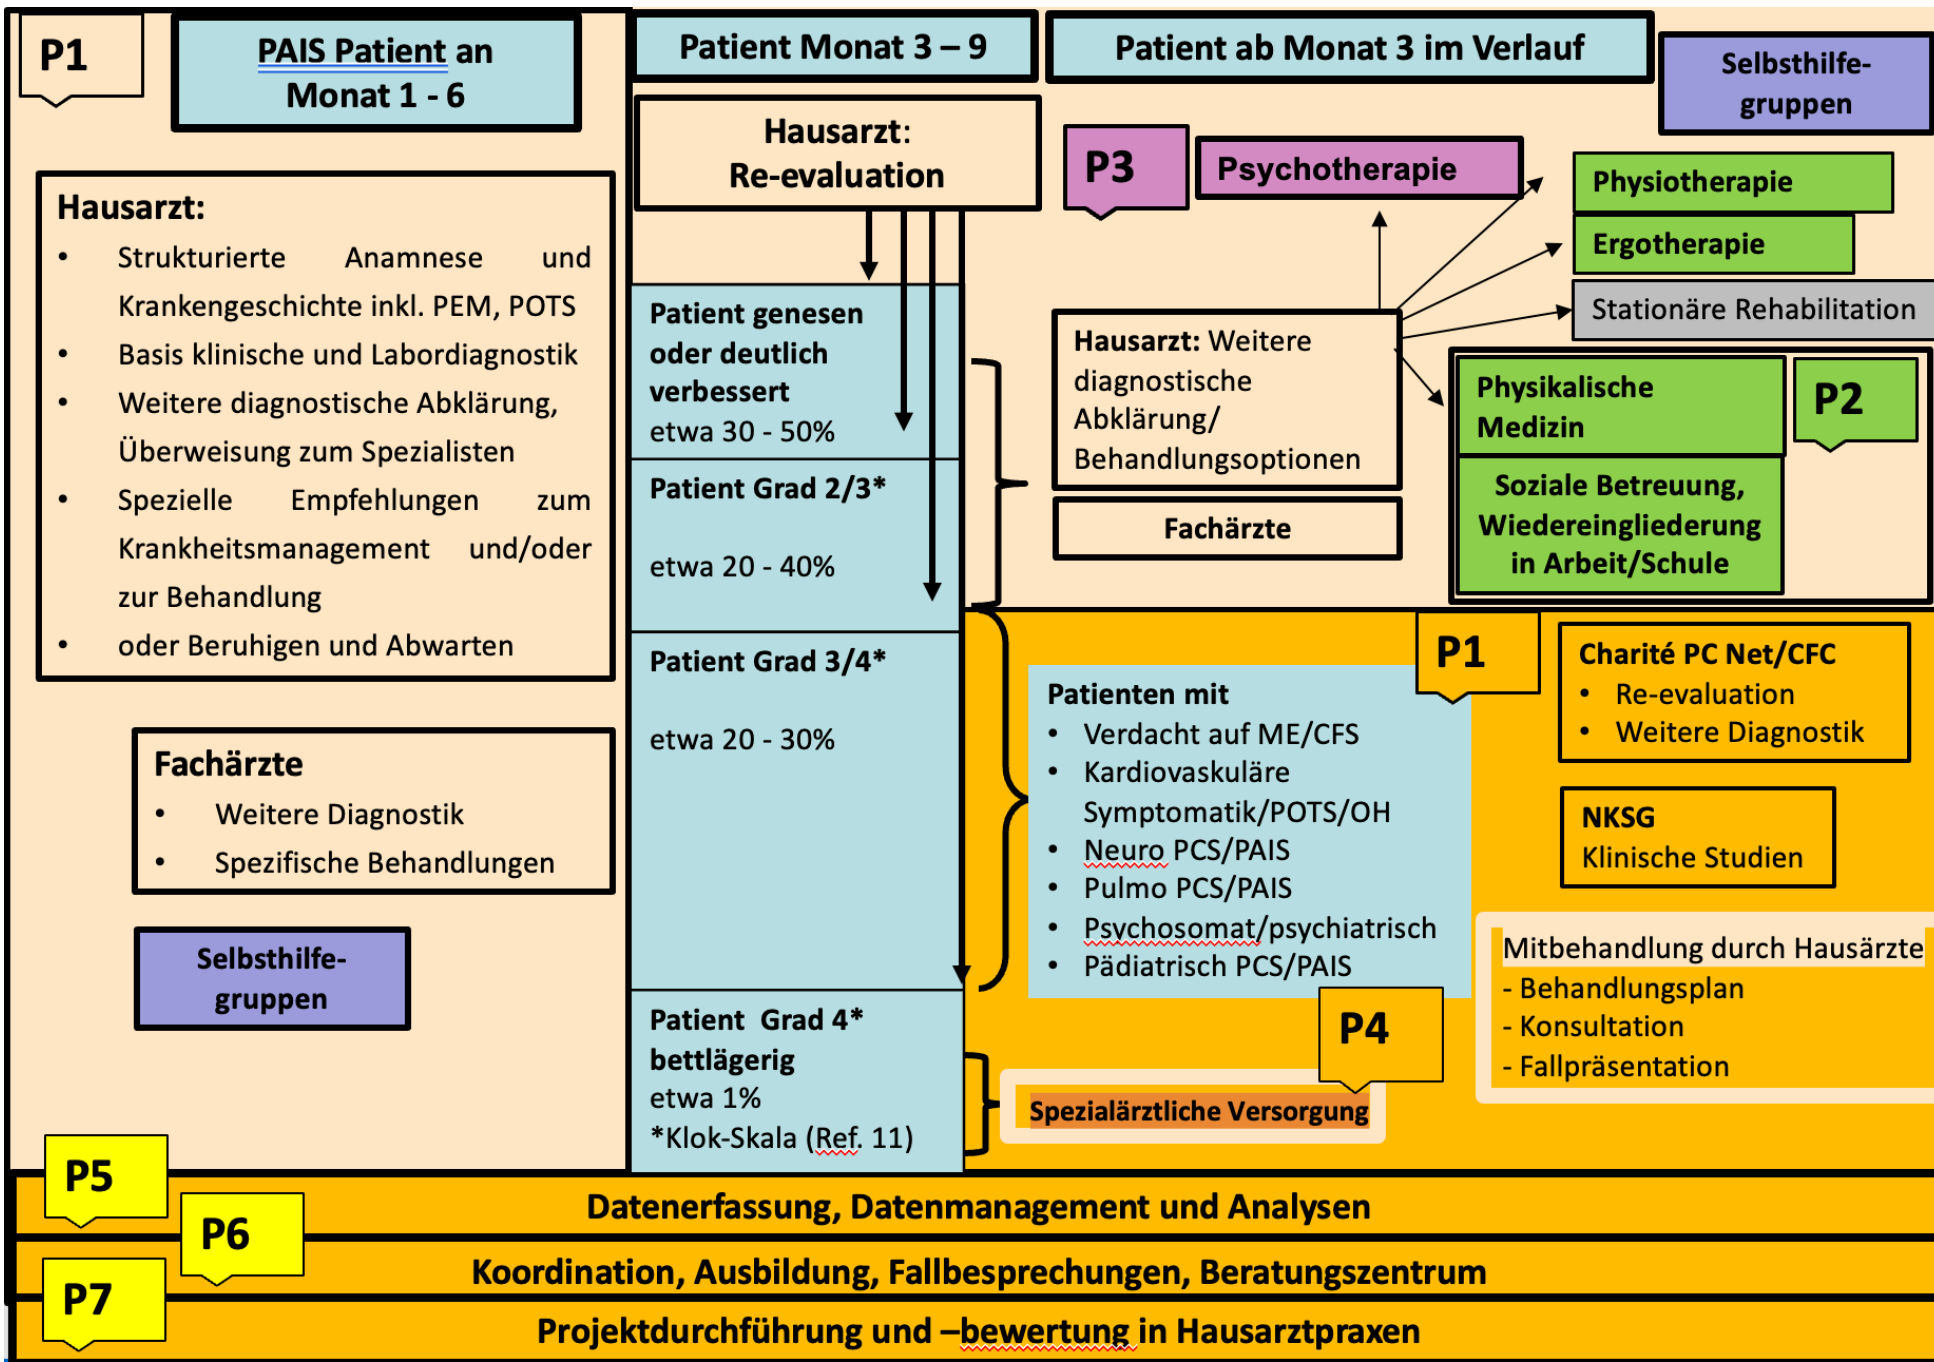 P1
PAIS Patient an
Monat 1 - 6
Hausarzt:
• Strukturierte Anamnese und
Krankengeschichte inkl. PEM, POTS
• Basis klinische und Labordiagnostik
• Weitere diagnostische Abklärung,
Überweisung zum Spezialisten
• Spezielle Empfehlungen zum
Krankheitsmanagement und/oder
zur Behandlung
• oder Beruhigen und Abwarten
Fachärzte
• Weitere Diagnostik
• Spezifische Behandlungen
Selbsthilfe-
gruppen
Patient Monat 3 – 9
Hausarzt:
Re-evaluation
Patient genesen
oder deutlich
verbessert
etwa 30 - 50%
Patient Grad 2/3*
etwa 20 - 40%
Patient Grad 3/4*
etwa 20 - 30%
Patient Grad 4*
bettlägerig
etwa 1%
*Klok-Skala (Ref. 11)
Patient ab Monat 3 im Verlauf
Selbsthilfe-
gruppen
P3
Psychotherapie
Physiotherapie
Ergotherapie
Stationäre Rehabilitation
Hausarzt: Weitere
diagnostische
Abklärung/
Behandlungsoptionen
Fachärzte
Physikalische
Medizin
P2
Soziale Betreuung,
Wiedereingliederung
in Arbeit/Schule
P1
Patienten mit
• Verdacht auf ME/CFS
• Kardiovaskuläre
Symptomatik/POTS/OH
• Neuro PCS/PAIS
• Pulmo PCS/PAIS
• Psychosomat/psychiatrisch
• Pädiatrisch PCS/PAIS
Charité PC Net/CFC
• Re-evaluation
• Weitere Diagnostik
NKSG
Klinische Studien
Mitbehandlung durch Hausärzte
- Behandlungsplan
- Konsultation
- Fallpräsentation
P4
Spezialärztliche Versorgung
P5
Datenerfassung, Datenmanagement und Analysen
P6
Koordination, Ausbildung, Fallbesprechungen, Beratungszentrum
P7
Projektdurchführung und –bewertung in Hausarztpraxen